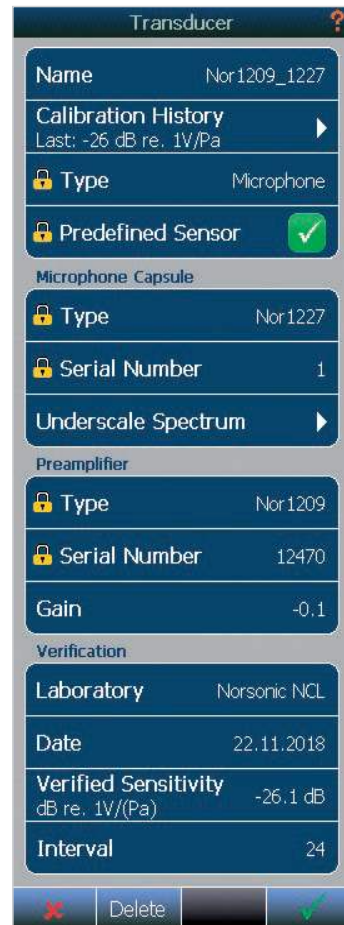 Transducer ?
Name Nor1209_1227
Calibration History
Last: -26 dB re. 1V/Pa
Type Microphone
Predefined Sensor
Microphone Capsule
Type Nor1227
Serial Number 1
Underscale Spectrum
Preamplifier
Type Nor1209
Serial Number 12470
Gain -0.1
Verification
Laboratory Norsonic NCL
Date 22.11.2018
Verified Sensitivity -26.1 dB
dB re. 1V/(Pa)
Interval 24
Delete